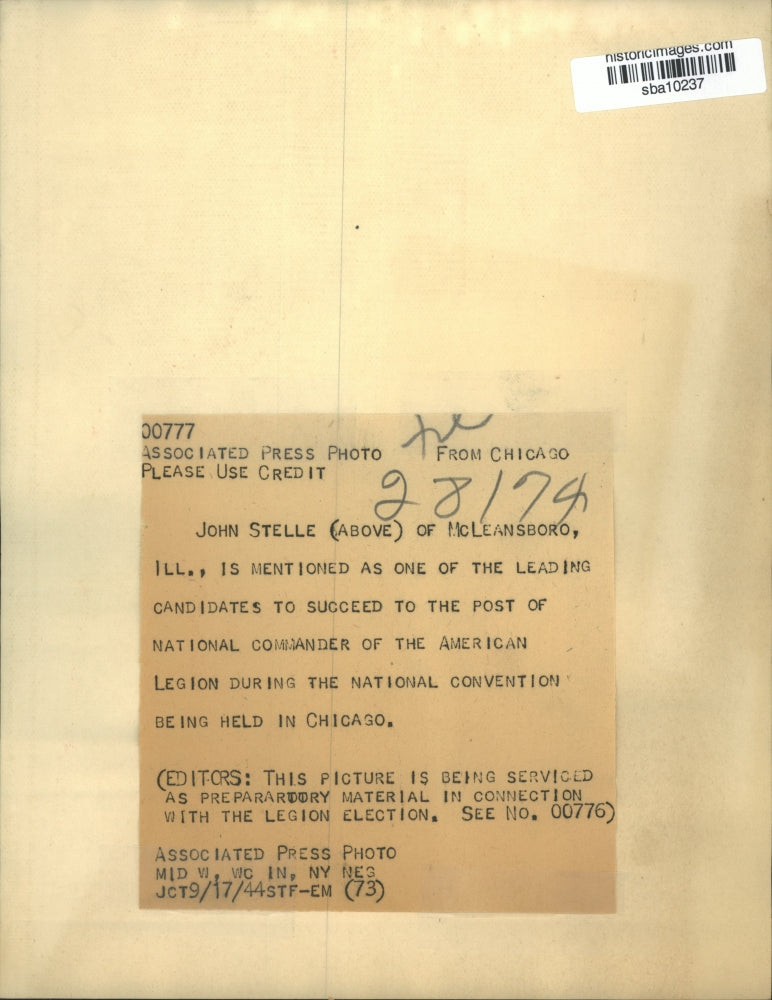 historicimages.com
sba10237
00777
ASSOCIATED PRESS PHOTO FROM CHICAGO
PLEASE USE CREDIT
28174
JOHN STELLE (ABOVE) OF MCLEANSBORO,
ILL., IS MENTIONED AS ONE OF THE LEADING
CANDIDATES TO SUCCEED TO THE POST OF
NATIONAL COMMANDER OF THE AMERICAN
LEGION DURING THE NATIONAL CONVENTION
BEING HELD IN CHICAGO.
(EDITORS: THIS PICTURE IS BEING SERVICED
AS PREPARARTORY MATERIAL IN CONNECTION
WITH THE LEGION ELECTION. SEE NO. 00776)
ASSOCIATED PRESS PHOTO
MID W, WC IN, NY NEG
JCT9/17/44STF-EM (73)